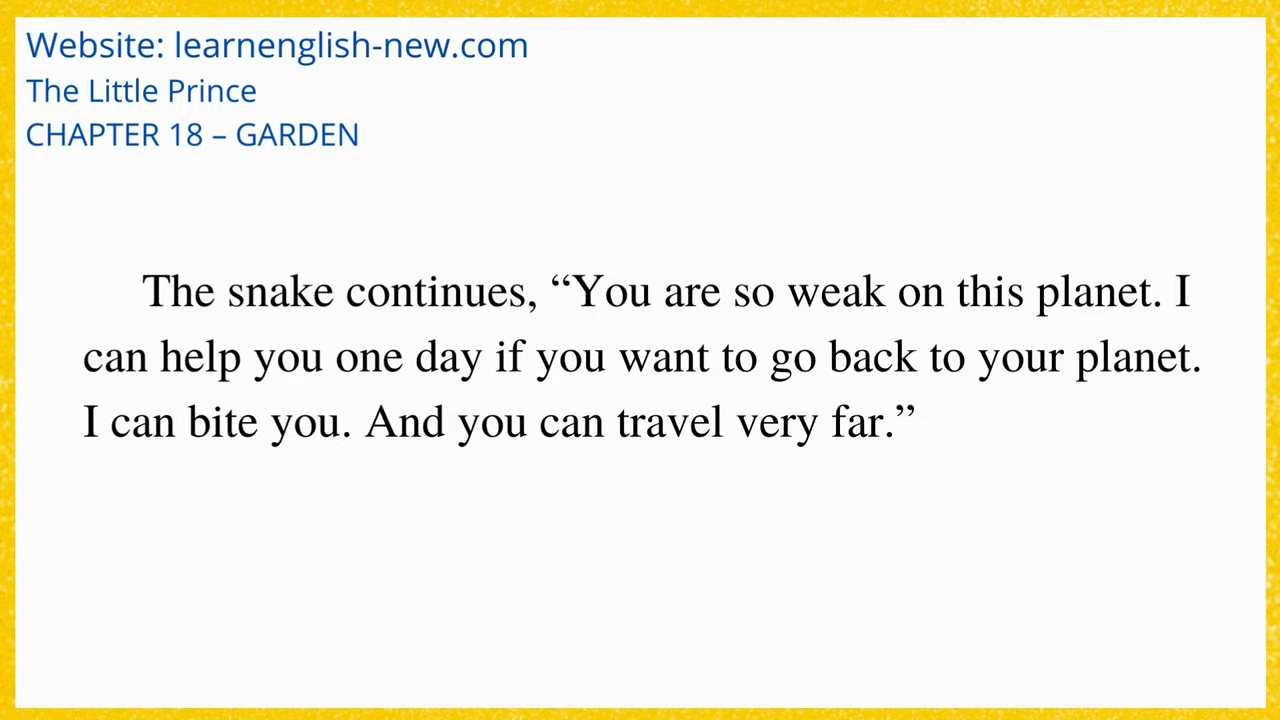 Website: learnenglish-new.com
The Little Prince
CHAPTER 18 – GARDEN
The snake continues, “You are so weak on this planet. I
can help you one day if you want to go back to your planet.
I can bite you. And you can travel very far.”